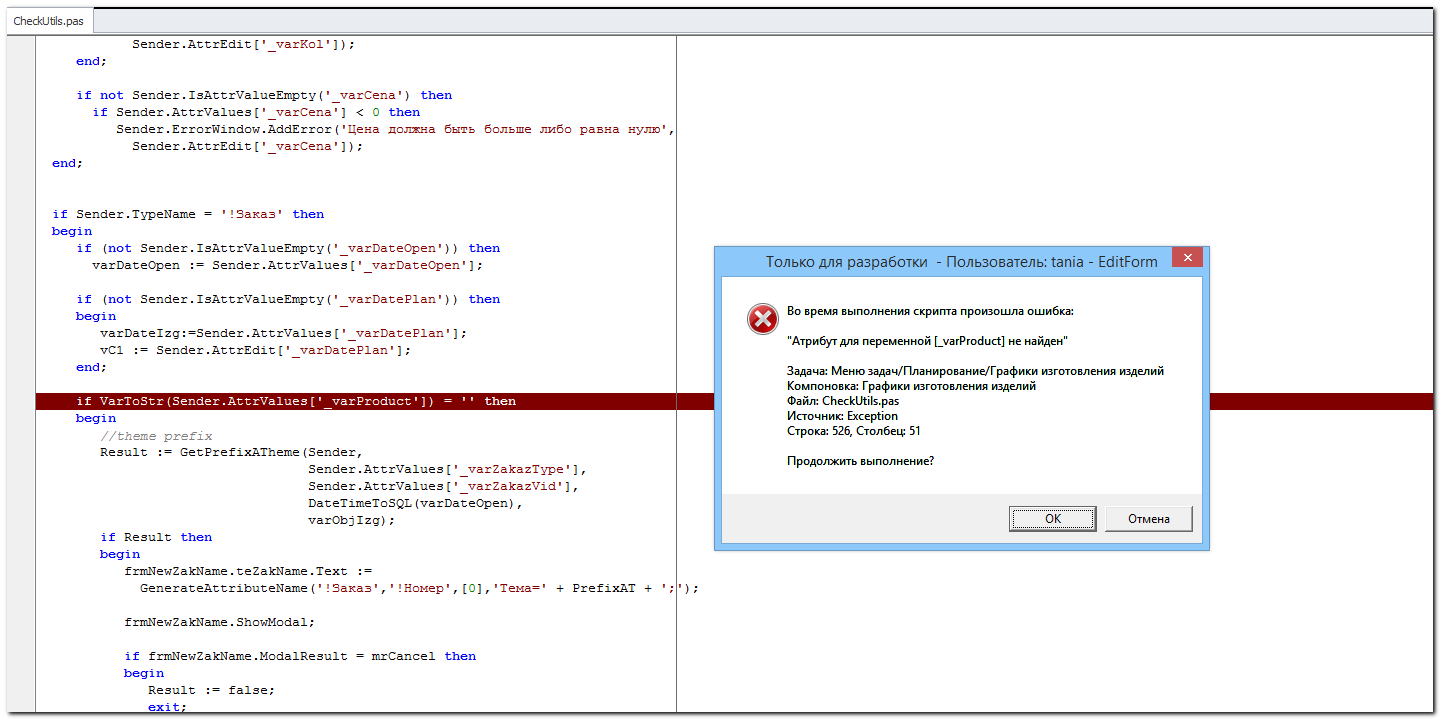 CheckUtils.pas
Sender.AttrEdit['_varKol']);
end;
if not Sender.IsAttrValueEmpty('_varCena') then
if Sender.AttrValues['_varCena'] < 0 then
Sender.ErrorWindow.AddError('Цена должна быть больше либо равна нулю',
Sender.AttrEdit['_varCena']);
end;
if Sender.TypeName = '!Заказ' then
begin
if (not Sender.IsAttrValueEmpty('_varDateOpen')) then
varDateOpen := Sender.AttrValues['_varDateOpen'];
if (not Sender.IsAttrValueEmpty('_varDatePlan')) then
begin
varDateIzg:=Sender.AttrValues['_varDatePlan'];
vC1 := Sender.AttrEdit['_varDatePlan'];
end;
if VarToStr(Sender.AttrValues['_varProduct']) = '' then
begin
//theme prefix
Result := GetPrefixATheme(Sender,
Sender.AttrValues['_varZakazType'],
Sender.AttrValues['_varZakazVid'],
DateTimeToSQL(varDateOpen),
varObjIzg);
if Result then
begin
frmNewZakName.teZakName.Text :=
GenerateAttributeName('!Заказ','!Номер',[0],'Тема=' + PrefixAT + ';');
frmNewZakName.ShowModal;
if frmNewZakName.ModalResult = mrCancel then
begin
Result := false;
exit;
Только для разработки - Пользователь: tania - EditForm
Во время выполнения скрипта произошла ошибка:
"Атрибут для переменной [_varProduct] не найден"
Задача: Меню задач/Планирование/Графики изготовления изделий
Компоновка: Графики изготовления изделий
Файл: CheckUtils.pas
Источник: Exception
Строка: 526, Столбец: 51
Продолжить выполнение?
OK
Отмена